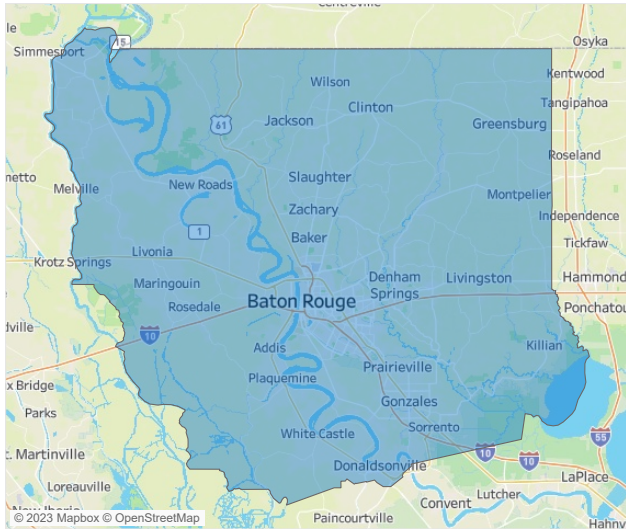 Centreville
15
Osyka
Simmesport
Kentwood
Wilson
Tangipahoa
Clinton
Jackson
61
Greensburg
Roseland
Slaughter
New Roads
Melville
Montpelier
Zachary
Independence
1
Baker
Tickfaw
Livonia
Krotz Springs
Denham
Springs
Livingston
Hammond
Maringouin
Baton Rouge
Rosedale
Ponchatou
10
Killian
Addis
Prairieville
Plaquemine
x Bridge
Gonzales
Parks
Sorrento
White Castle
55
t. Martinville
10
10
Donaldsonville
LaPlace
Loreauville
Lutcher
Convent
© 2023 Mapbox © OpenStreetMap
Paincourtville
Hahnv